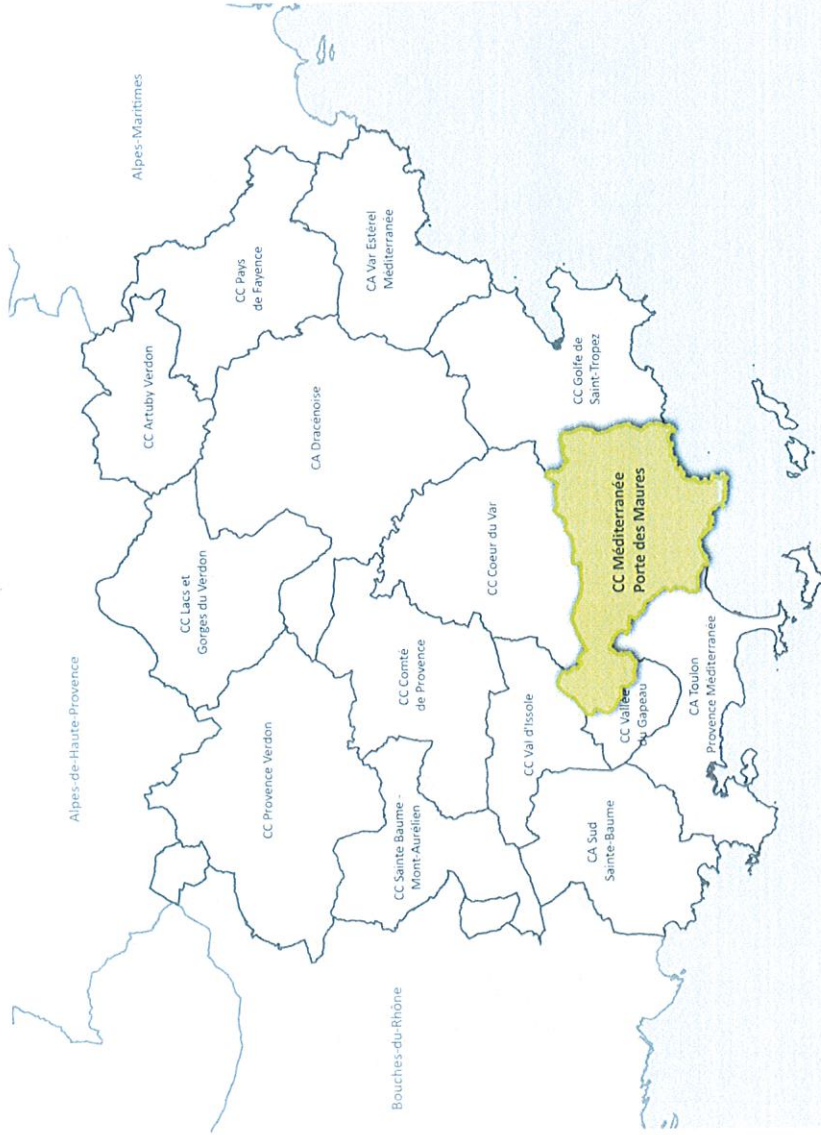 Alpes-de-Haute-Provence
Alpes-Maritimes
CC Artuby Verdon
CC Pays
de Fayence
CC Lacs et
Gorges du Verdon
CA Dracénoise
CA Var Estérel
Méditerranée
CC Provence Verdon
CC Comté
de Provence
CC Sainte Baume -
Mont-Aurélien
CC Coeur du Var
CC Golfe de
Saint-Tropez
Bouches-du-Rhône
CC Val d'Issole
CC Méditerranée
Porte des Maures
CC Vallée
du Gapeau
CA Sud
Sainte-Baume
CA Toulon
Provence Méditerranée